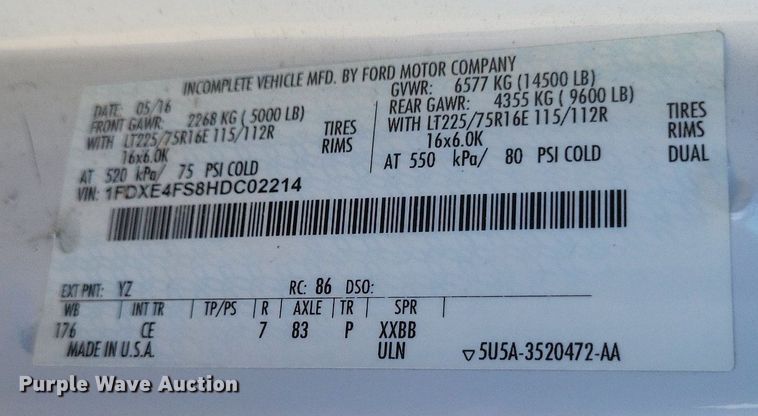 INCOMPLETE VEHICLE MFD. BY FORD MOTOR COMPANY
DATE: 05/16 GVWR: 6577 KG (14500 LB)
FRONT GAWR: 2268 KG (5000 LB) REAR GAWR: 4355 KG (9600 LB)
WITH LT225/75R16E 115/112R TIRES WITH LT225/75R16E 115/112R TIRES
16x6.0K RIMS 16x6.0K RIMS
AT 520 kPa/ 75 PSI COLD AT 550 kPa/ 80 PSI COLD DUAL
VIN: 1FDXE4FS8HDC02214
EXT PNT: YZ RC: 86 DSO:
WB INT TR TP/PS R AXLE TR SPR
176 CE 7 83 P XXBB
MADE IN U.S.A. ULN ▽5U5A-3520472-AA
Purple Wave Auction